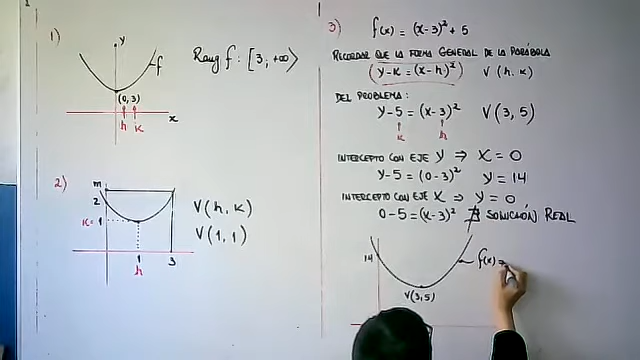 1)
y
f
(0, 3)
h
k
x
Rang f: [3, +∞⟩
2)
m
2
k=1
1
3
h
V(h, k)
V(1, 1)
3) f(x) = (x-3)² + 5
RECORDAR QUE LA FORMA GENERAL DE LA PARÁBOLA
(y-k = (x-h)²) V(h, k)
DEL PROBLEMA:
y-5 = (x-3)² V(3, 5)
k h
INTERCEPTO CON EJE y ⇒ x = 0
y-5 = (0-3)² y = 14
INTERCEPTO CON EJE x ⇒ y = 0
0-5 = (x-3)² ∄ SOLUCIÓN REAL
14
V(3,5)
f(x) =